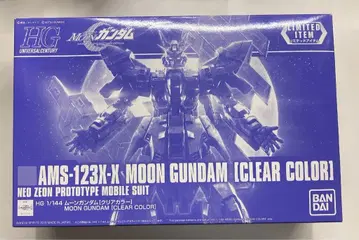 HG
UNIVERSAL CENTURY
ガンダム
LIMITED
ITEM
AMS-123X-X MOON GUNDAM [CLEAR COLOR]
NEO ZEON PROTOTYPE MOBILE SUIT
HG 1/144 ムーンガンダム[クリアカラー]
MOON GUNDAM [CLEAR COLOR]
BAN
DAI